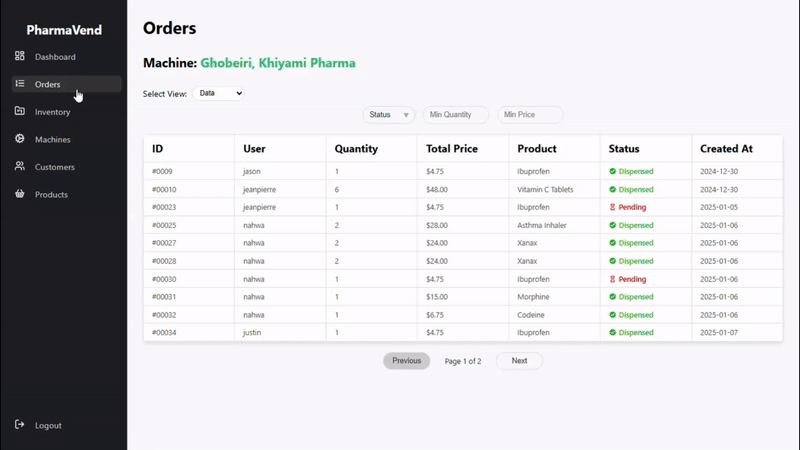 PharmaVend
Dashboard
Orders
Inventory
Machines
Customers
Products
Logout
Orders
Machine: Ghobeiri, Khiyami Pharma
Select View: Data
Status Min Quantity Min Price
ID User Quantity Total Price Product Status Created At
#0009 jason 1 $4.75 Ibuprofen Dispensed 2024-12-30
#00010 jeanpierre 6 $48.00 Vitamin C Tablets Dispensed 2024-12-30
#00023 jeanpierre 1 $4.75 Ibuprofen Pending 2025-01-05
#00025 nahwa 2 $28.00 Asthma Inhaler Dispensed 2025-01-06
#00027 nahwa 2 $24.00 Xanax Dispensed 2025-01-06
#00028 nahwa 2 $24.00 Xanax Dispensed 2025-01-06
#00030 nahwa 1 $4.75 Ibuprofen Pending 2025-01-06
#00031 nahwa 1 $15.00 Morphine Dispensed 2025-01-06
#00032 nahwa 1 $6.75 Codeine Dispensed 2025-01-06
#00034 justin 1 $4.75 Ibuprofen Dispensed 2025-01-07
Previous Page 1 of 2 Next